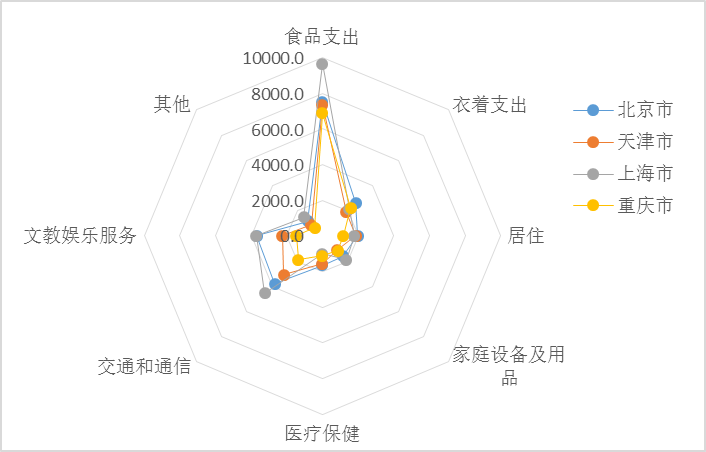 食品支出
10000.0
8000.0
6000.0
4000.0
2000.0
0.0
衣着支出
居住
家庭设备及用
品
医疗保健
交通和通信
文教娱乐服务
其他
北京市
天津市
上海市
重庆市